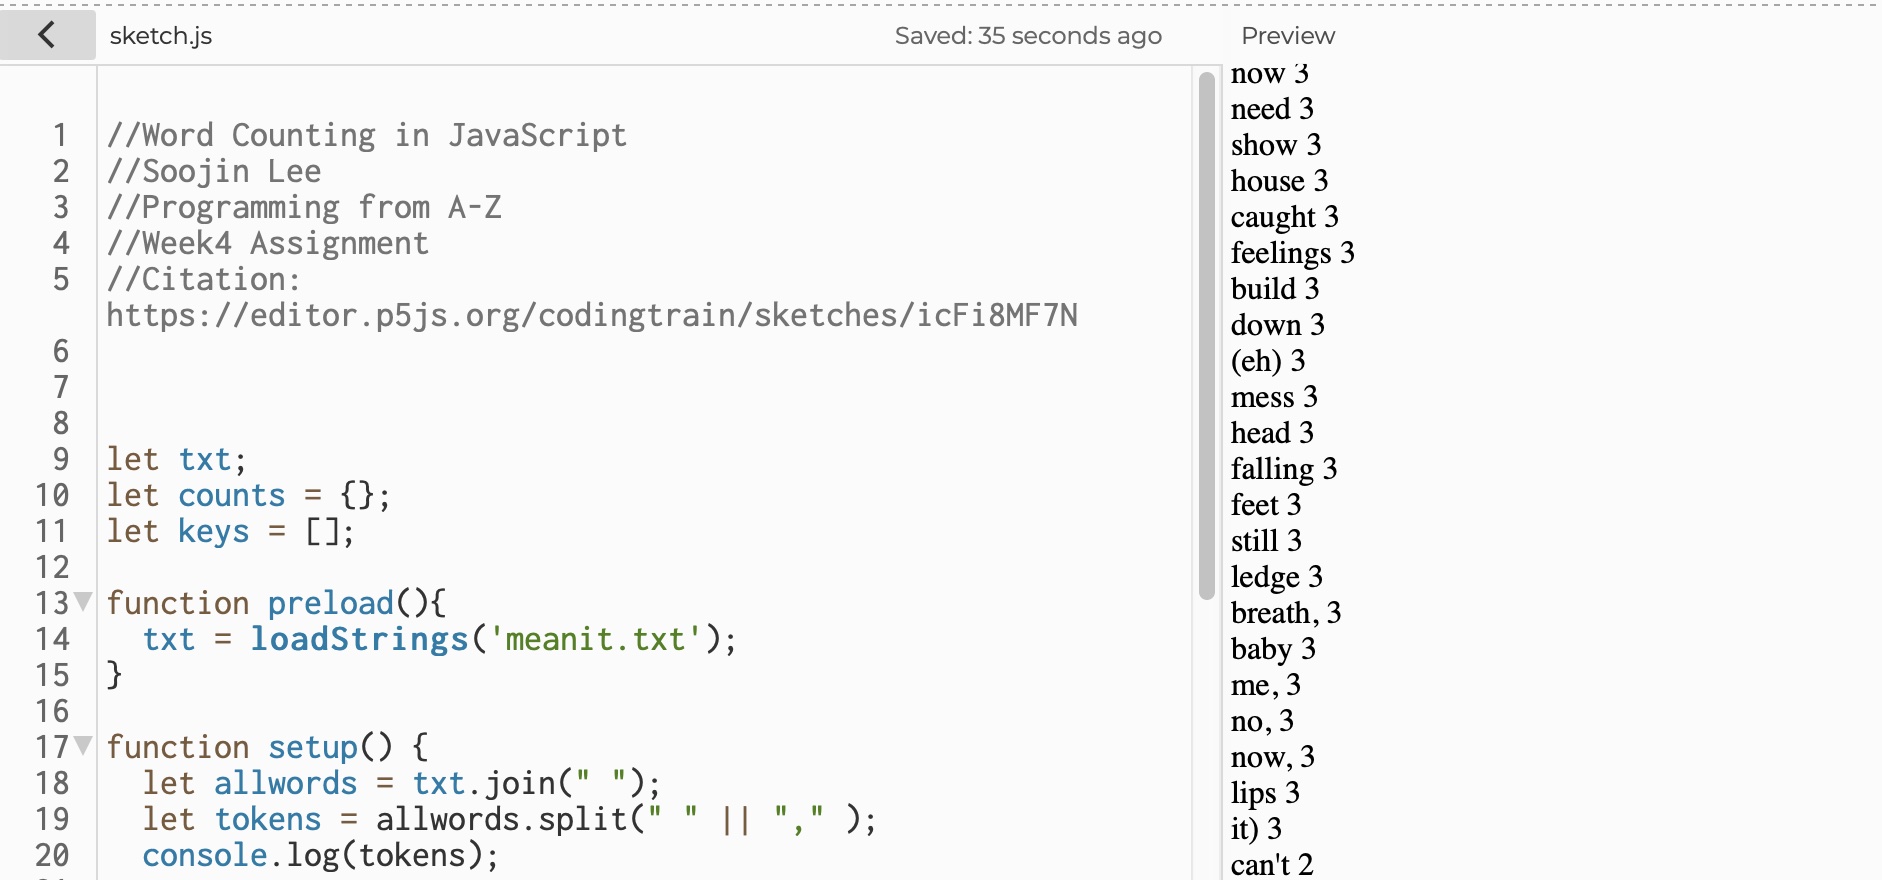 sketch.js
Saved: 35 seconds ago
Preview
1 //Word Counting in JavaScript
2 //Soojin Lee
3 //Programming from A-Z
4 //Week4 Assignment
5 //Citation:
https://editor.p5js.org/codingtrain/sketches/icFi8MF7N
6
7
8
9 let txt;
10 let counts = {};
11 let keys = [];
12
13 function preload(){
14   txt = loadStrings('meanit.txt');
15 }
16
17 function setup() {
18   let allwords = txt.join(" ");
19   let tokens = allwords.split(" " || "," );
20   console.log(tokens);
now 3
need 3
show 3
house 3
caught 3
feelings 3
build 3
down 3
(eh) 3
mess 3
head 3
falling 3
feet 3
still 3
ledge 3
breath, 3
baby 3
me, 3
no, 3
now, 3
lips 3
it) 3
can't 2